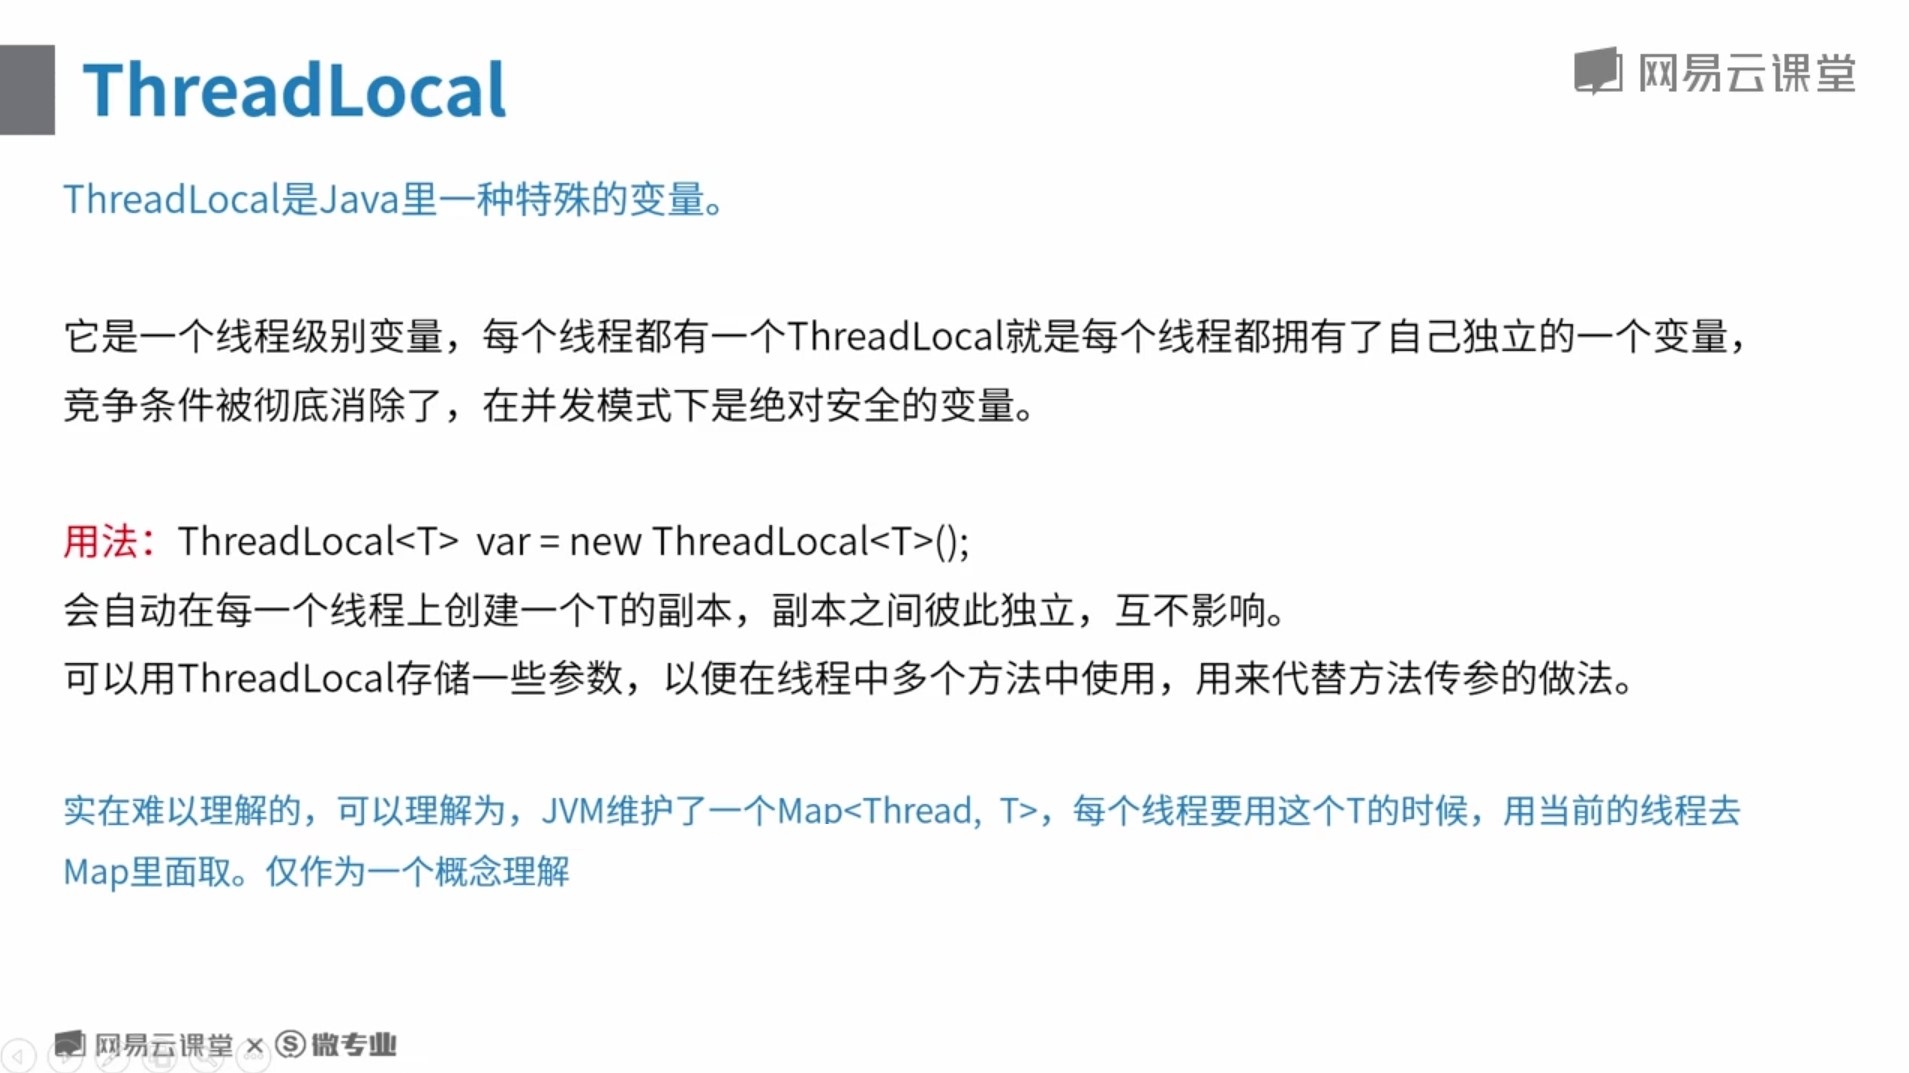 ThreadLocal
网易云课堂
ThreadLocal是Java里一种特殊的变量。
它是一个线程级别变量，每个线程都有一个ThreadLocal就是每个线程都拥有了自己独立的一个变量，
竞争条件被彻底消除了，在并发模式下是绝对安全的变量。
用法：ThreadLocal<T> var = new ThreadLocal<T>();
会自动在每一个线程上创建一个T的副本，副本之间彼此独立，互不影响。
可以用ThreadLocal存储一些参数，以便在线程中多个方法中使用，用来代替方法传参的做法。
实在难以理解的，可以理解为，JVM维护了一个Map<Thread, T>，每个线程要用这个T的时候，用当前的线程去
Map里面取。仅作为一个概念理解
网易云课堂 × 微专业